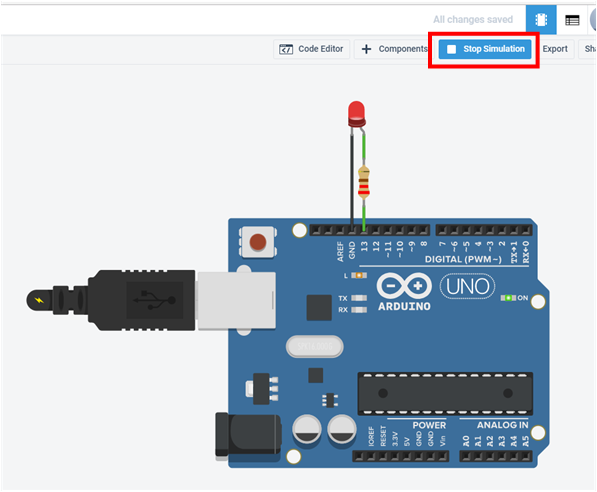 All changes saved
Code Editor
Components
Stop Simulation
Export
AREF
GND
13
12
~11
~10
~9
8
7
~6
~5
4
~3
2
TX→1
RX←0
DIGITAL (PWM~)
L
TX
RX
ARDUINO
UNO
ON
IOREF
RESET
3.3V
5V
GND
GND
Vin
POWER
ANALOG IN
A0
A1
A2
A3
A4
A5